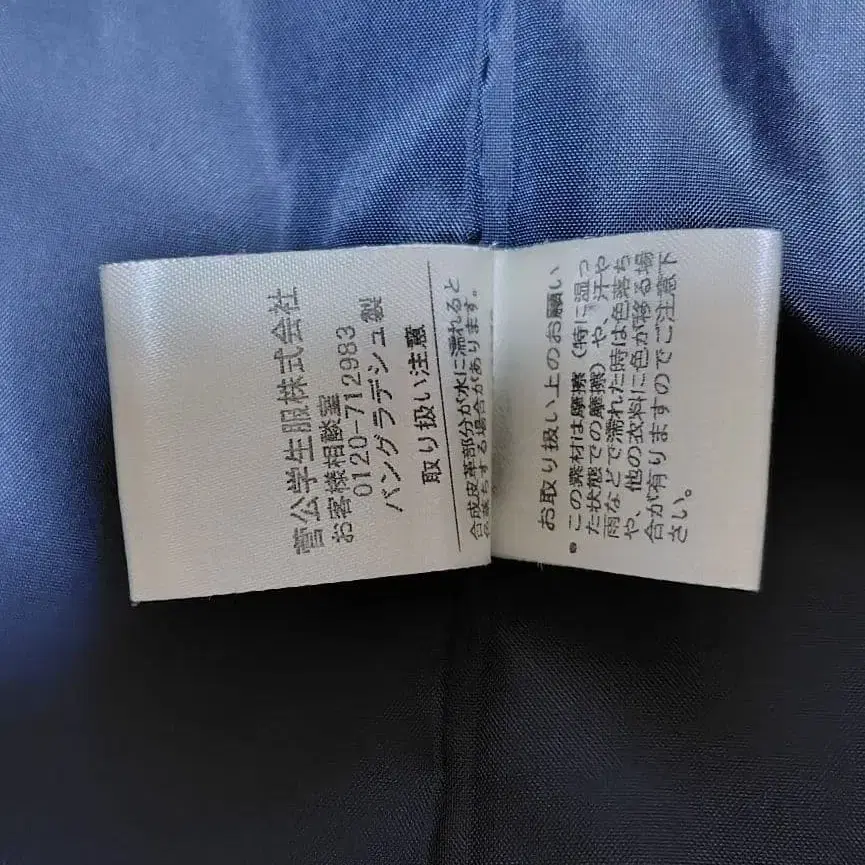 菅公学生服株式会社
お客様相談室
0120-712983
バングラデシュ製
取り扱い注意
合成皮革部分が水に濡れると
色落ちする場合があります。
お取り扱い上のお願い
●この素材は摩擦（特に湿っ
た状態での摩擦）や、汗や
雨などで濡れた時は色落ち
や、他の衣料に色が移る場
合が有りますのでご注意下
さい。